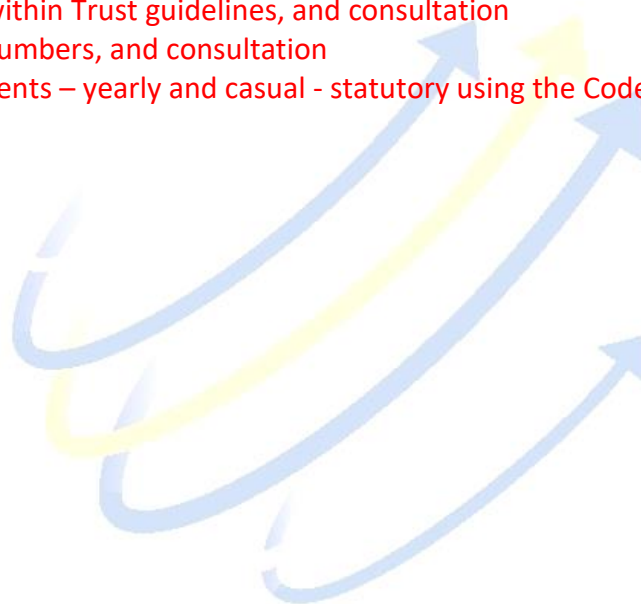 within Trust guidelines, and consultation
umbers, and consultation
ents – yearly and casual - statutory using the Code